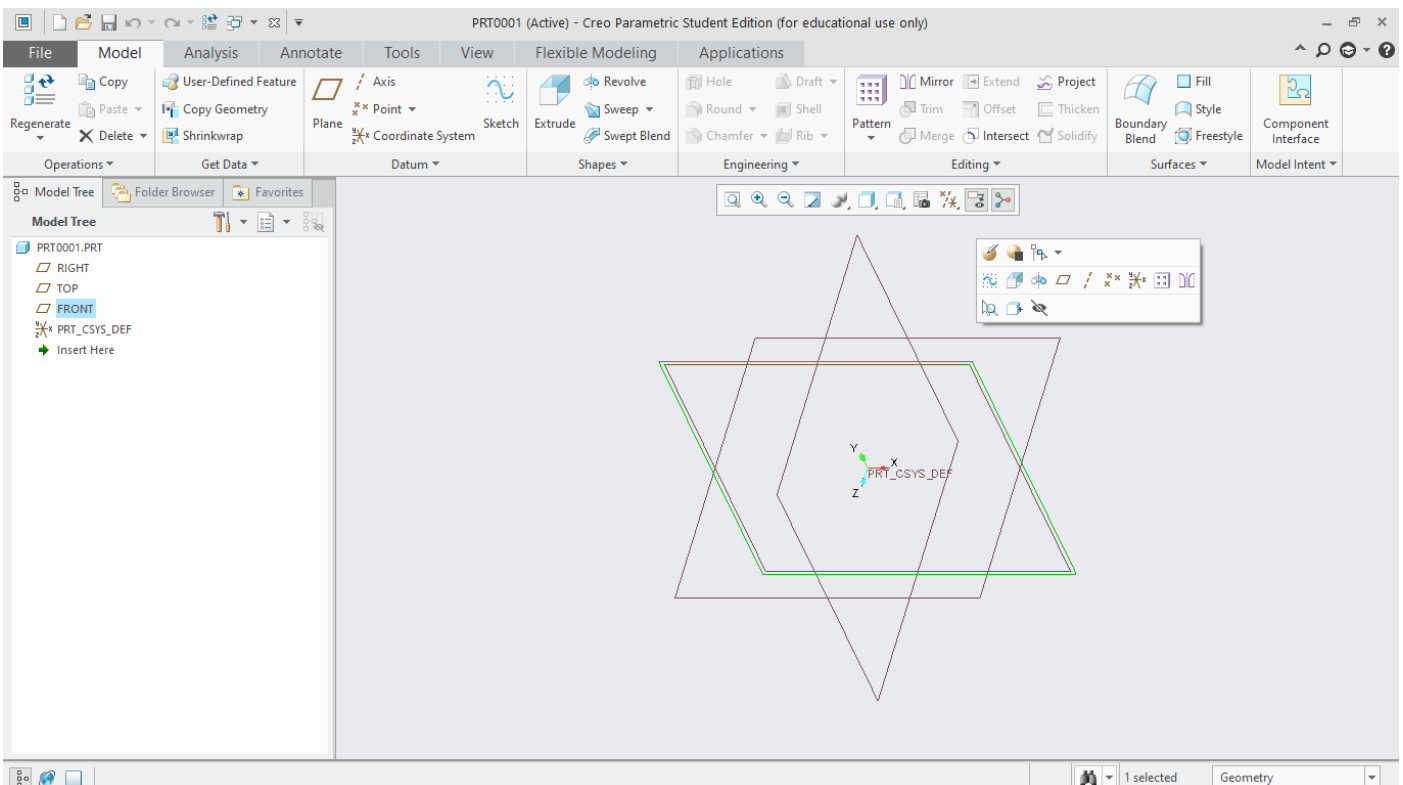 PRT0001 (Active) - Creo Parametric Student Edition (for educational use only)
File Model Analysis Annotate Tools View Flexible Modeling Applications
Copy User-Defined Feature Axis Revolve Hole Draft Mirror Extend Project Fill
Regenerate Paste Copy Geometry Plane Point Sketch Extrude Sweep Round Shell Pattern Trim Offset Thicken Boundary Blend Style Component Interface
Delete Shrinkwrap Coordinate System Swept Blend Chamfer Rib Merge Intersect Solidify Freestyle
Operations Get Data Datum Shapes Engineering Editing Surfaces Model Intent
Model Tree Folder Browser Favorites
Model Tree
PRT0001.PRT
RIGHT
TOP
FRONT
PRT_CSYS_DEF
Insert Here
Y
X
PRT_CSYS_DEF
Z
1 selected Geometry